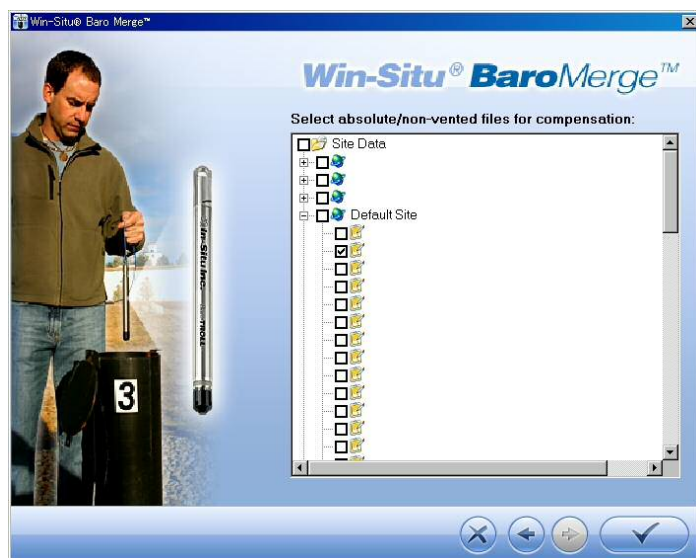 Win-Situ® Baro Merge™
Win-Situ® BaroMerge™
Select absolute/non-vented files for compensation:
Site Data
Default Site
In-Situ Inc.
TROLL
3